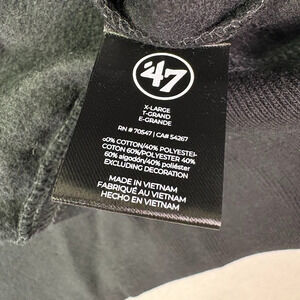 '47
X-LARGE
T-GRAND
E-GRANDE
RN # 70547 | CA# 54267
60% COTTON/40% POLYESTER
COTON 60%/POLYESTER 40%
60% algodón/40% poliéster
EXCLUDING DECORATION
MADE IN VIETNAM
FABRIQUÉ AU VIETNAM
HECHO EN VIETNAM